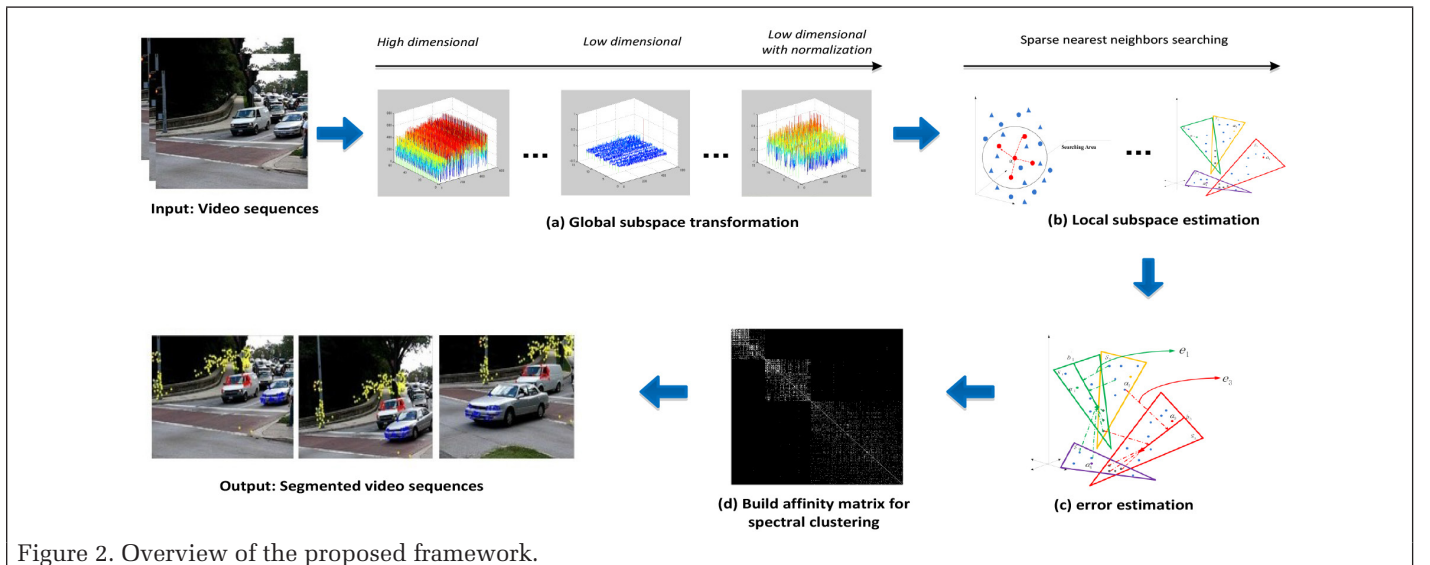 High dimensional
Low dimensional
Low dimensional
with normalization
Sparse nearest neighbors searching
Searching Area
Input: Video sequences
(a) Global subspace transformation
(b) Local subspace estimation
...
...
...
e1
Output: Segmented video sequences
(d) Build affinity matrix for
spectral clustering
(c) error estimation
Figure 2. Overview of the proposed framework.